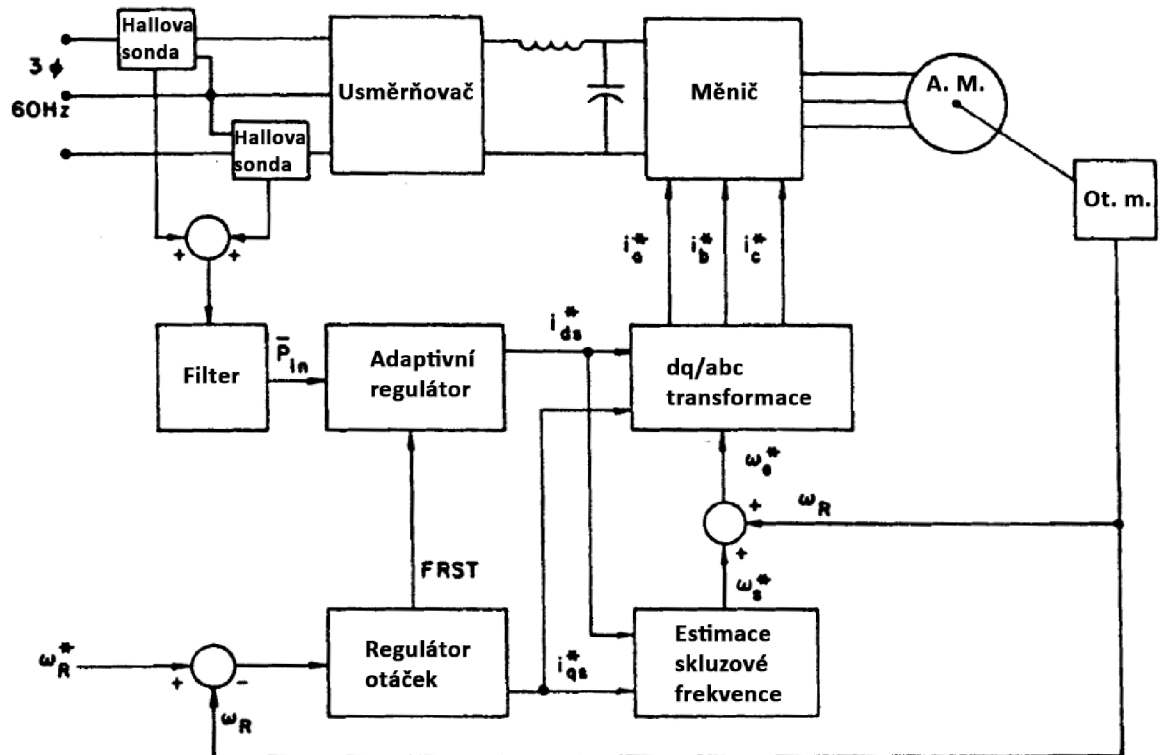 Hallova
sonda
3 ϕ
60Hz
Hallova
sonda
Usměrňovač
Měnič
A. M.
Ot. m.
+ +
i*a
i*b
i*c
Filter
P̄in
Adaptivní
regulátor
i*ds
dq/abc
transformace
ω*e
+
ωR
+
ω*s
FRST
ω*R
+ -
ωR
Regulátor
otáček
i*qs
Estimace
skluzové
frekvence